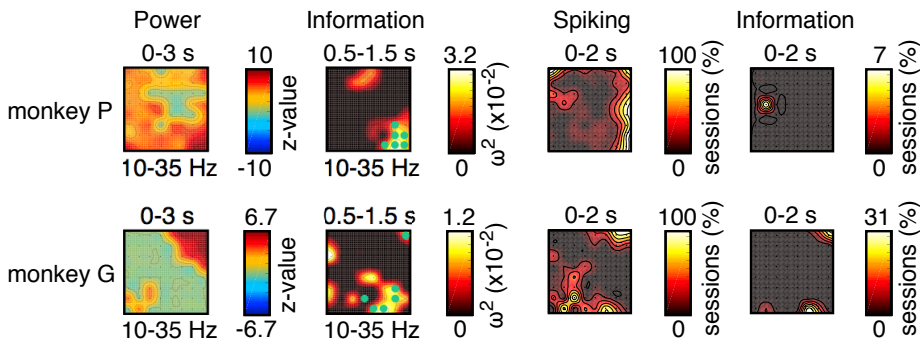 Power Information Spiking Information
0-3 s 10 0.5-1.5s 3.2 0-2 s 100 0-2 s 7
monkey P
z-value ω² (x10⁻²) sessions (%) sessions (%)
10-35 Hz -10 10-35 Hz 0 0 0
0-3 s 6.7 0.5-1.5s 1.2 0-2 s 100 0-2 s 31
monkey G
z-value ω² (x10⁻²) sessions (%) sessions (%)
10-35 Hz -6.7 10-35 Hz 0 0 0